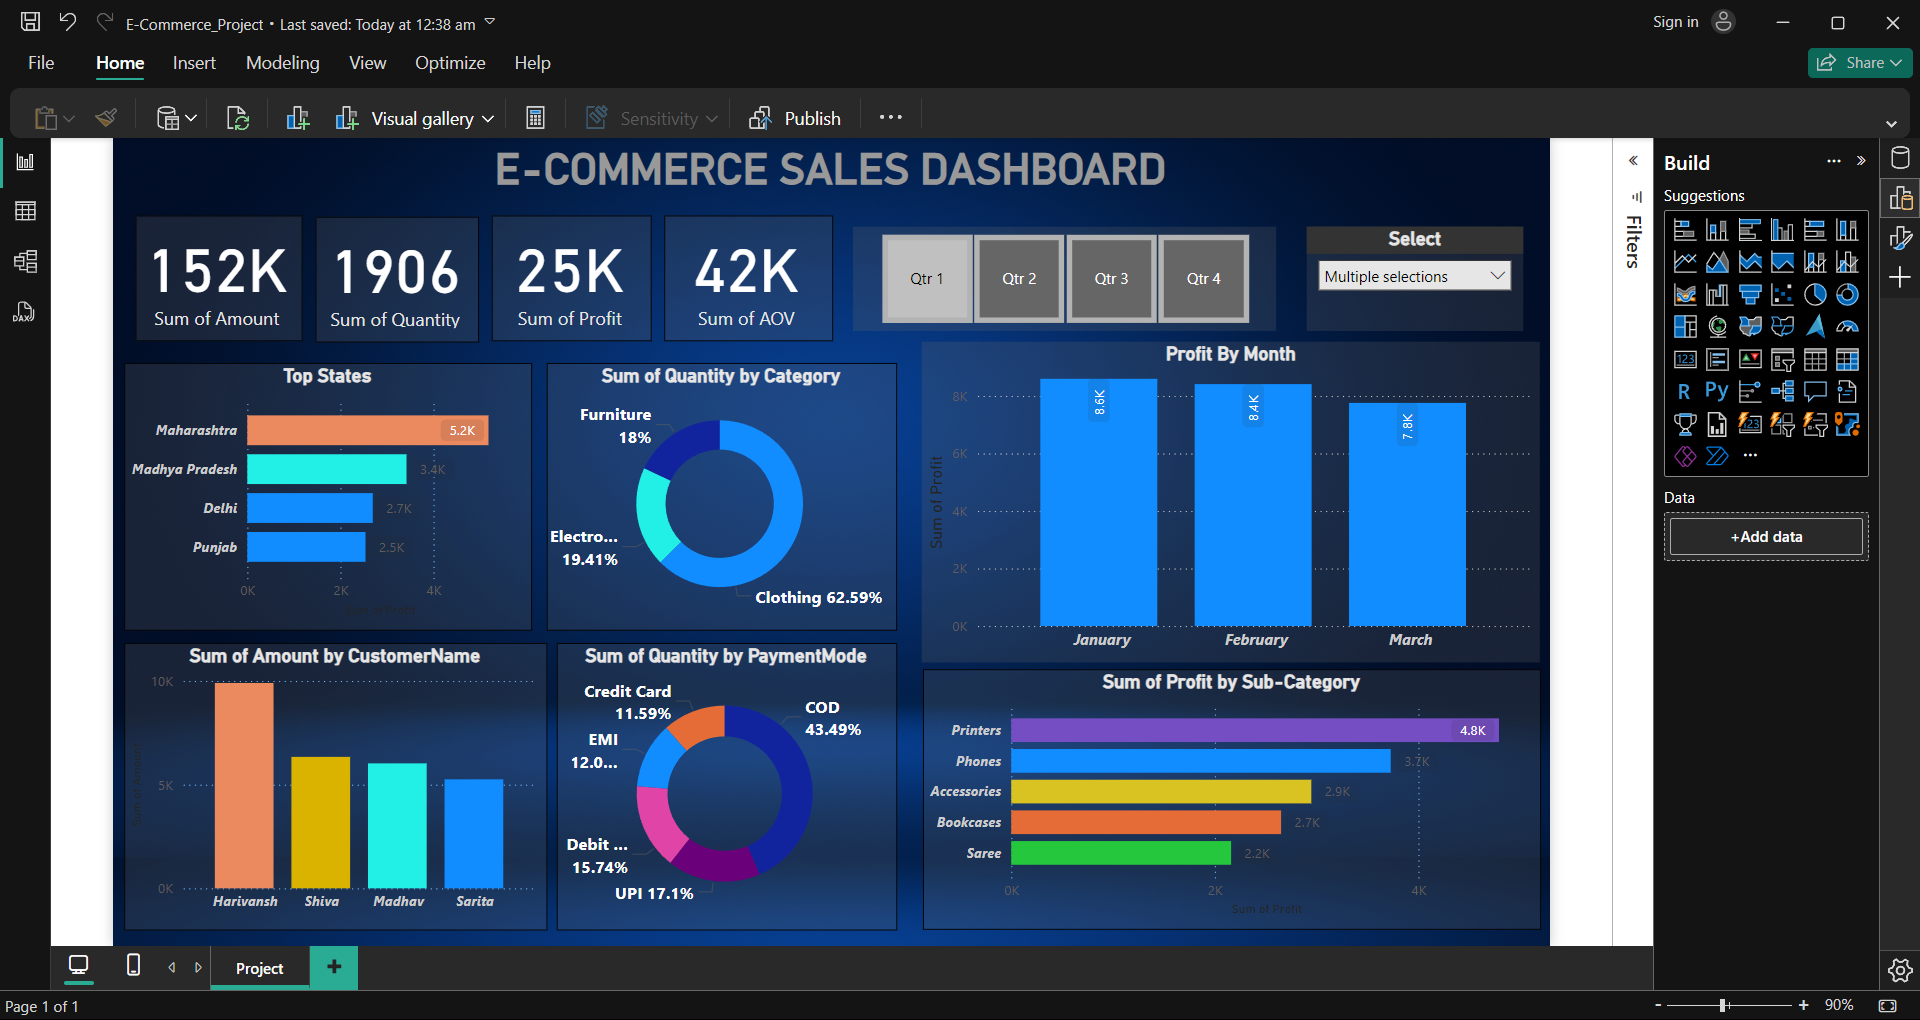 E-Commerce_Project • Last saved: Today at 12:38 am
Sign in
File Home Insert Modeling View Optimize Help
Share
Visual gallery
Sensitivity
Publish
E-COMMERCE SALES DASHBOARD
152K
Sum of Amount
1906
Sum of Quantity
25K
Sum of Profit
42K
Sum of AOV
Qtr 1
Qtr 2
Qtr 3
Qtr 4
Select
Multiple selections
Top States
Maharashtra
5.2K
Madhya Pradesh
3.4K
Delhi
2.7K
Punjab
2.5K
0K 2K 4K
Sum of Profit
Sum of Quantity by Category
Furniture
18%
Electro...
19.41%
Clothing 62.59%
Profit By Month
Sum of Profit
8K
6K
4K
2K
0K
8.6K
8.4K
7.8K
January February March
Sum of Amount by CustomerName
Sum of Amount
10K
5K
0K
Harivansh Shiva Madhav Sarita
Sum of Quantity by PaymentMode
Credit Card
11.59%
COD
43.49%
EMI
12.0...
Debit ...
15.74%
UPI 17.1%
Sum of Profit by Sub-Category
Printers
4.8K
Phones
3.7K
Accessories
2.9K
Bookcases
2.7K
Saree
2.2K
0K 2K 4K
Sum of Profit
Filters
Build
Suggestions
123
R Py
123
Data
+Add data
DAX
Project
Page 1 of 1
- + 90%